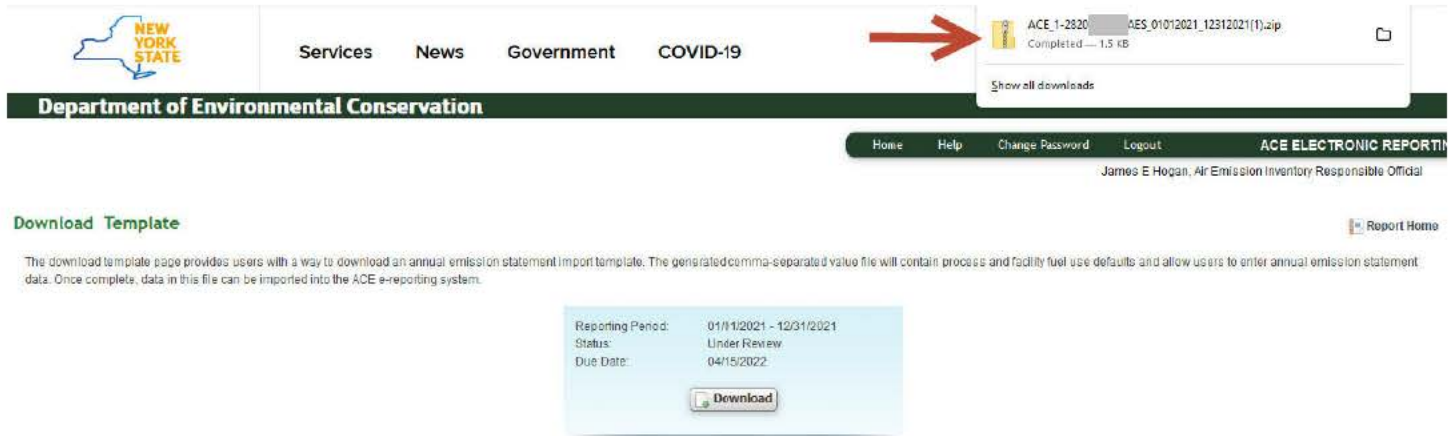 NEW
YORK
STATE
Services News Government COVID-19
ACE_1-2820 AES_01012021_12312021(1).zip
Completed — 1.5 KB
Show all downloads
Department of Environmental Conservation
Home Help Change Password Logout ACE ELECTRONIC REPORTIN
James E Hogan, Air Emission Inventory Responsible Official
Download Template
Report Home
The download template page provides users with a way to download an annual emission statement import template. The generated comma-separated value file will contain process and facility fuel use defaults and allow users to enter annual emission statement
data. Once complete, data in this file can be imported into the ACE e-reporting system.
Reporting Period: 01/01/2021 - 12/31/2021
Status: Under Review
Due Date: 04/15/2022
Download